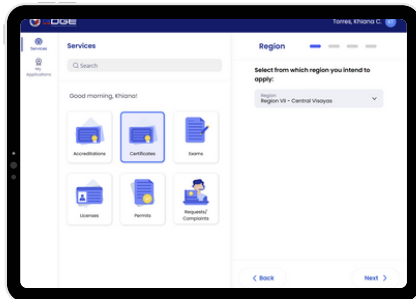 EDGE
Torres, Khiana C.
Services
My
Applications
Services
Search
Good morning, Khiana!
Accreditations
Certificates
Exams
Licenses
Permits
Requests/
Complaints
Region
Select from which region you intend to
apply:
Region
Region VII - Central Visayas
Back
Next